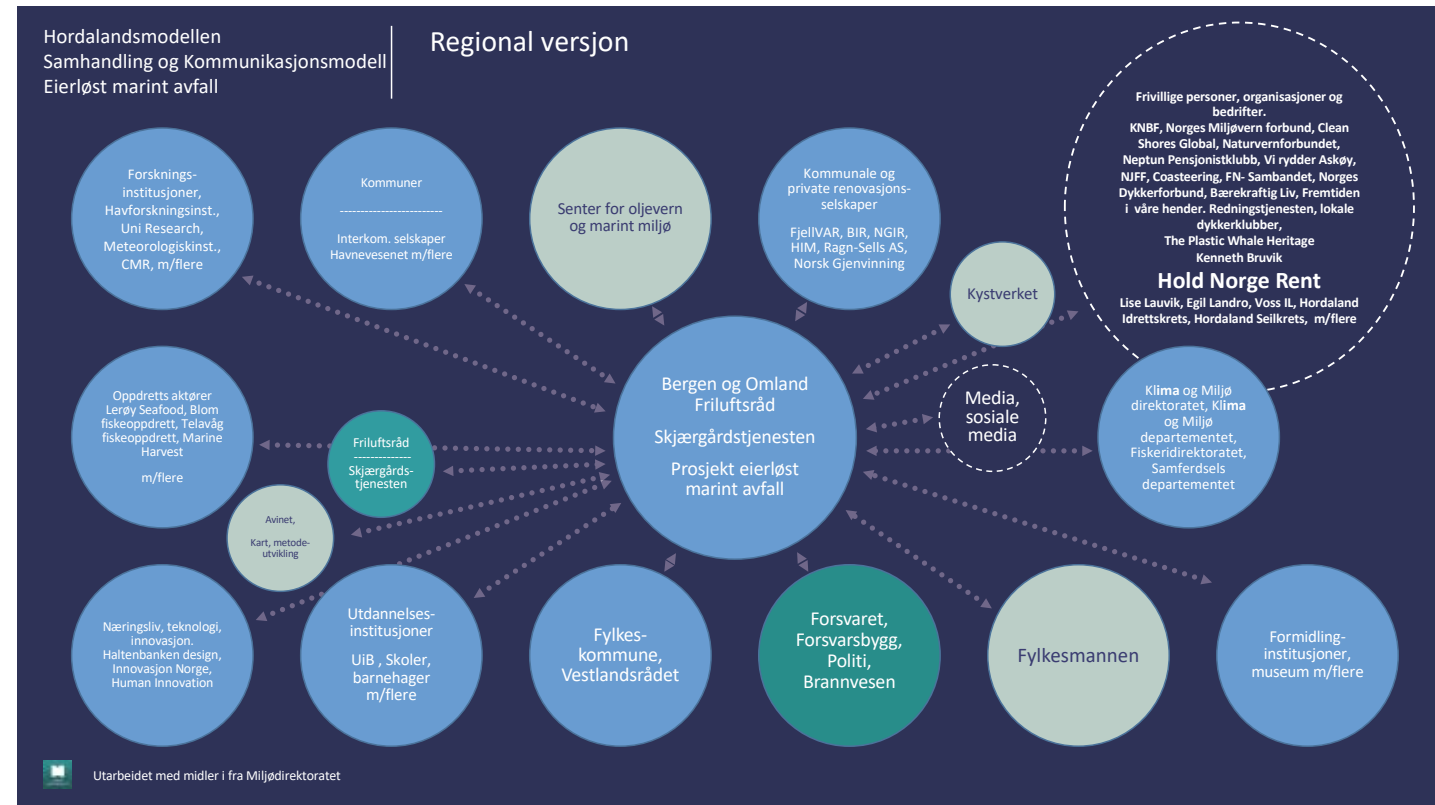 Hordalandsmodellen
Samhandling og Kommunikasjonsmodell
Eierløst marint avfall
Regional versjon
Forsknings-
institusjoner,
Havforskningsinst.,
Uni Research,
Meteorologiskinst.,
CMR, m/flere
Kommuner
-------------------------
Interkom. selskaper
Havnevesenet m/flere
Senter for oljevern
og marint miljø
Kommunale og
private renovasjons-
selskaper
FjellVAR, BIR, NGIR,
HIM, Ragn-Sells AS,
Norsk Gjenvinning
Kystverket
Frivillige personer, organisasjoner og
bedrifter.
KNBF, Norges Miljøvern forbund, Clean
Shores Global, Naturvernforbundet,
Neptun Pensjonistklubb, Vi rydder Askøy,
NJFF, Coasteering, FN- Sambandet, Norges
Dykkerforbund, Bærekraftig Liv, Fremtiden
i våre hender. Redningstjenesten, lokale
dykkerklubber,
The Plastic Whale Heritage
Kenneth Bruvik
Hold Norge Rent
Lise Lauvik, Egil Landro, Voss IL, Hordaland
Idrettskrets, Hordaland Seilkrets, m/flere
Oppdretts aktører
Lerøy Seafood, Blom
fiskeoppdrett, Telavåg
fiskeoppdrett, Marine
Harvest
m/flere
Friluftsråd
--------------
Skjærgårds-
tjenesten
Bergen og Omland
Friluftsråd
Skjærgårdstjenesten
Prosjekt eierløst
marint avfall
Media,
sosiale
media
Klima og Miljø
direktoratet, Klima
og Miljø
departementet,
Fiskeridirektoratet,
Samferdsels
departementet
Avinet,
Kart, metode-
utvikling
Næringsliv, teknologi,
innovasjon.
Haltenbanken design,
Innovasjon Norge,
Human Innovation
Utdannelses-
institusjoner
UiB , Skoler,
barnehager
m/flere
Fylkes-
kommune,
Vestlandsrådet
Forsvaret,
Forsvarsbygg,
Politi,
Brannvesen
Fylkesmannen
Formidling-
institusjoner,
museum m/flere
Utarbeidet med midler i fra Miljødirektoratet